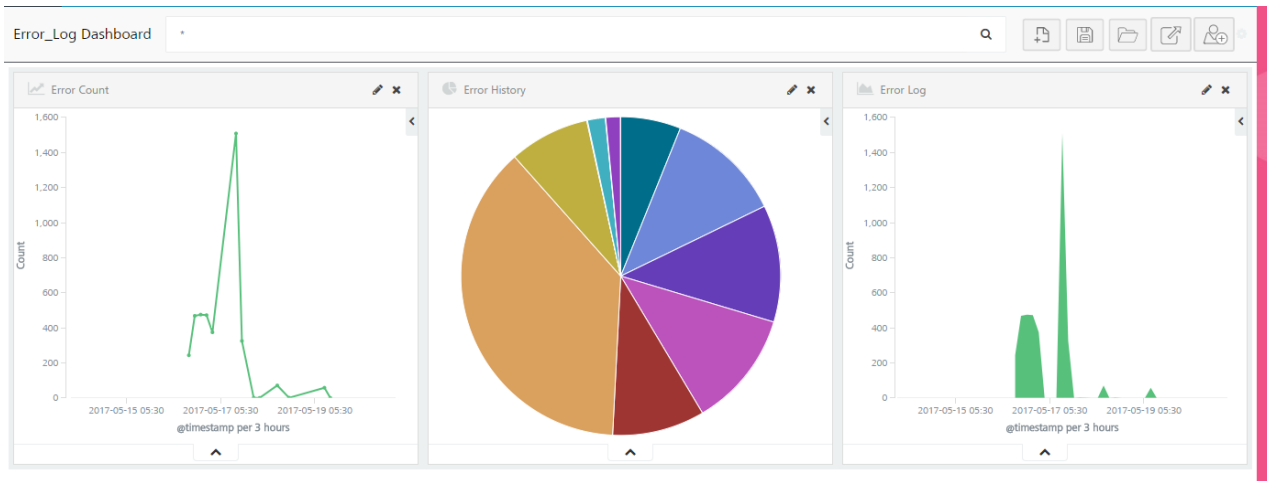 Error_Log Dashboard
*
Error Count
1,600
1,400
1,200
1,000
800
600
400
200
0
Count
2017-05-15 05:30 2017-05-17 05:30 2017-05-19 05:30
@timestamp per 3 hours
Error History
Error Log
1,600
1,400
1,200
1,000
800
600
400
200
0
Count
2017-05-15 05:30 2017-05-17 05:30 2017-05-19 05:30
@timestamp per 3 hours